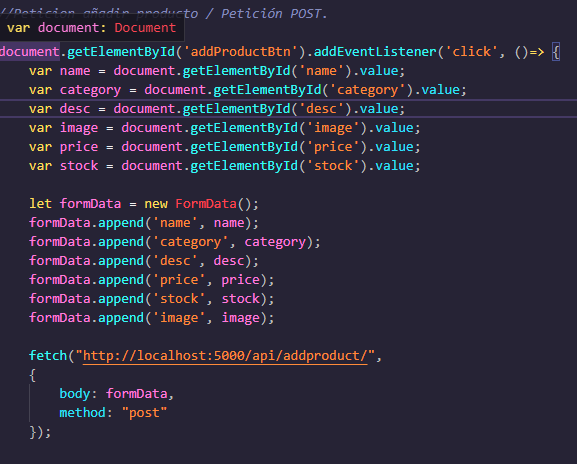 //Peticion añadir producto / Petición POST.
var document: Document
document.getElementById('addProductBtn').addEventListener('click', ()=> {
var name = document.getElementById('name').value;
var category = document.getElementById('category').value;
var desc = document.getElementById('desc').value;
var image = document.getElementById('image').value;
var price = document.getElementById('price').value;
var stock = document.getElementById('stock').value;
let formData = new FormData();
formData.append('name', name);
formData.append('category', category);
formData.append('desc', desc);
formData.append('price', price);
formData.append('stock', stock);
formData.append('image', image);
fetch("http://localhost:5000/api/addproduct/",
{
body: formData,
method: "post"
});